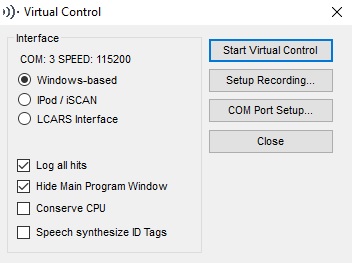 Virtual Control
Interface
COM: 3 SPEED: 115200
Windows-based
IPod / iSCAN
LCARS Interface
Log all hits
Hide Main Program Window
Conserve CPU
Speech synthesize ID Tags
Start Virtual Control
Setup Recording...
COM Port Setup...
Close